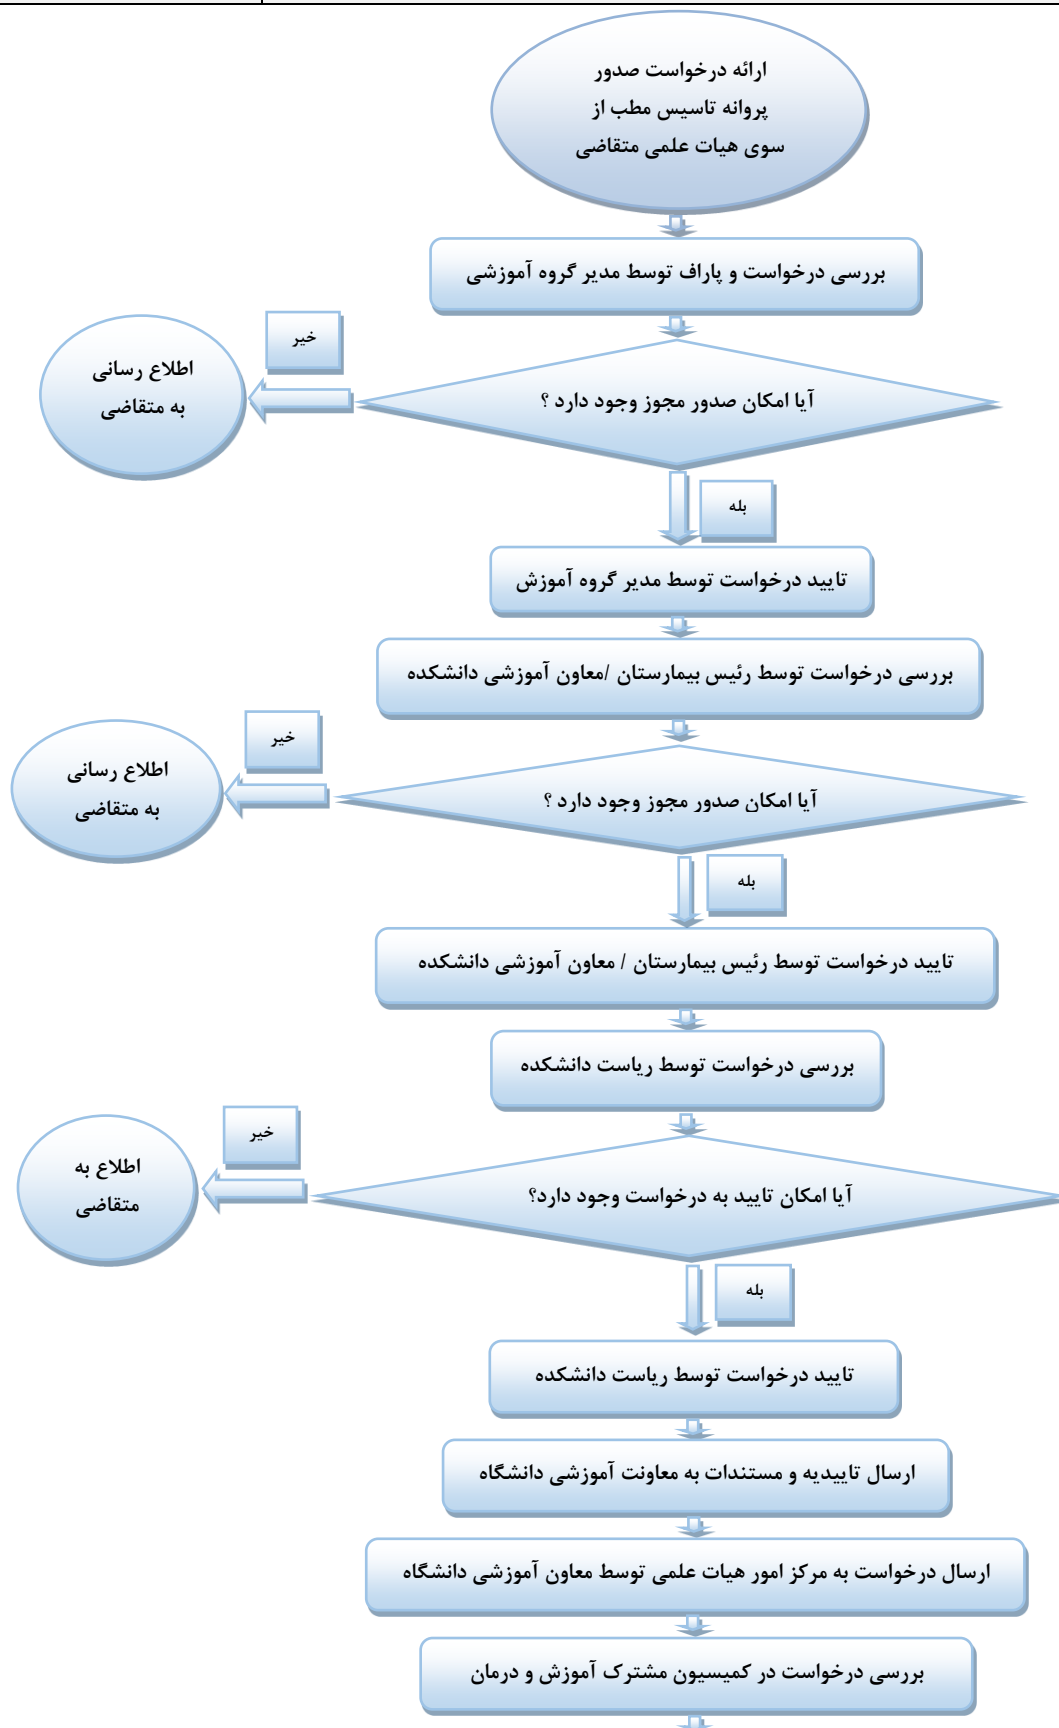 ارائه درخواست صدور
پروانه تاسیس مطب از
سوی هیات علمی متقاضی
بررسی درخواست و پاراف توسط مدیر گروه آموزشی
خیر
اطلاع رسانی
به متقاضی
آیا امکان صدور مجوز وجود دارد ؟
بله
تایید درخواست توسط مدیر گروه آموزش
بررسی درخواست توسط رئیس بیمارستان /معاون آموزشی دانشکده
خیر
اطلاع رسانی
به متقاضی
آیا امکان صدور مجوز وجود دارد ؟
بله
تایید درخواست توسط رئیس بیمارستان / معاون آموزشی دانشکده
بررسی درخواست توسط ریاست دانشکده
خیر
اطلاع به
متقاضی
آیا امکان تایید به درخواست وجود دارد؟
بله
تایید درخواست توسط ریاست دانشکده
ارسال تاییدیه و مستندات به معاونت آموزشی دانشگاه
ارسال درخواست به مرکز امور هیات علمی توسط معاون آموزشی دانشگاه
بررسی درخواست در کمیسیون مشترک آموزش و درمان